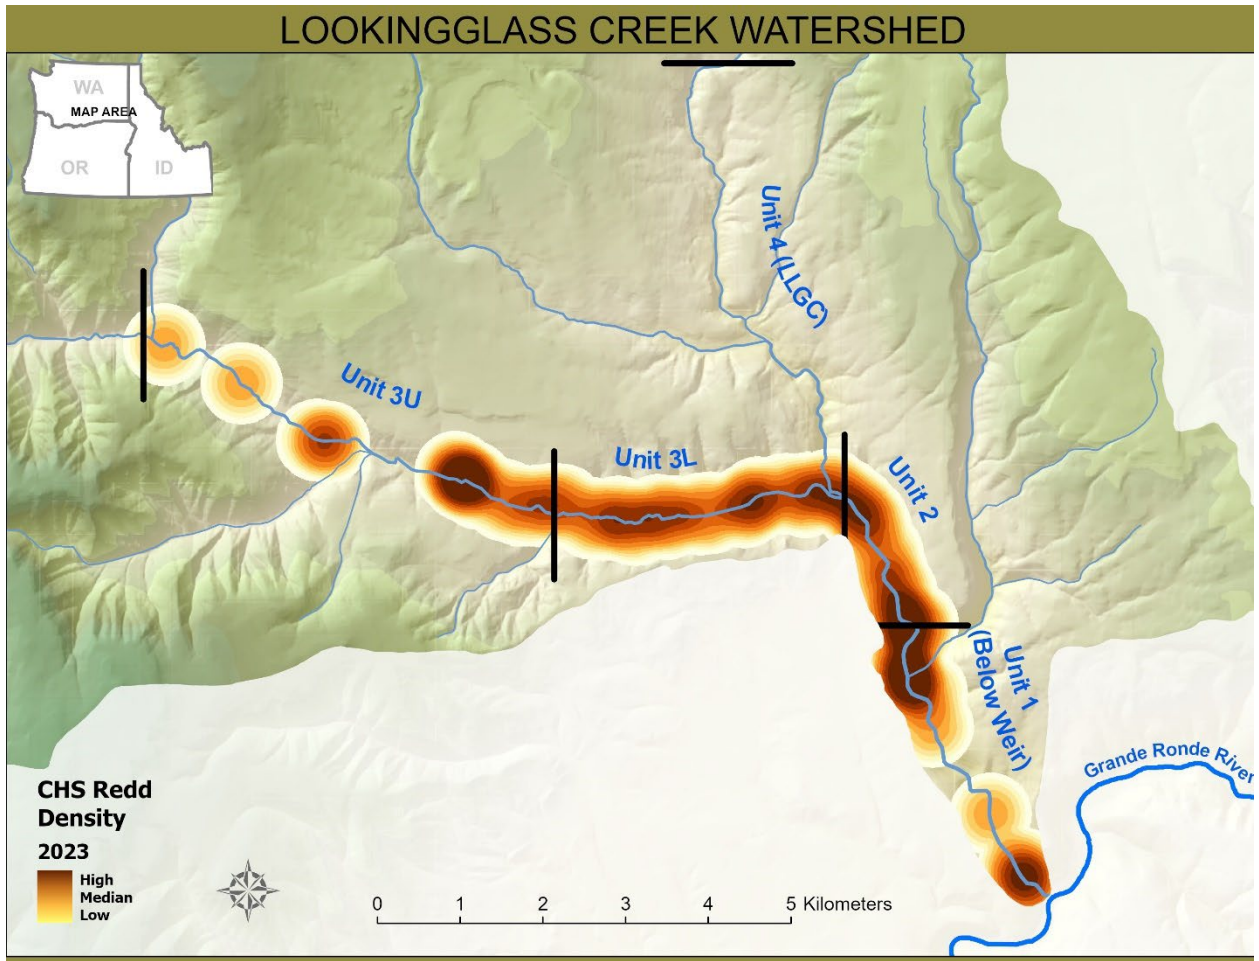 LOOKINGGLASS CREEK WATERSHED
WA
MAP AREA
OR
ID
Unit 4 (LLGC)
Unit 3U
Unit 3L
Unit 2
Unit 1
(Below Weir)
Grande Ronde River
CHS Redd
Density
2023
High
Median
Low
0 1 2 3 4 5 Kilometers